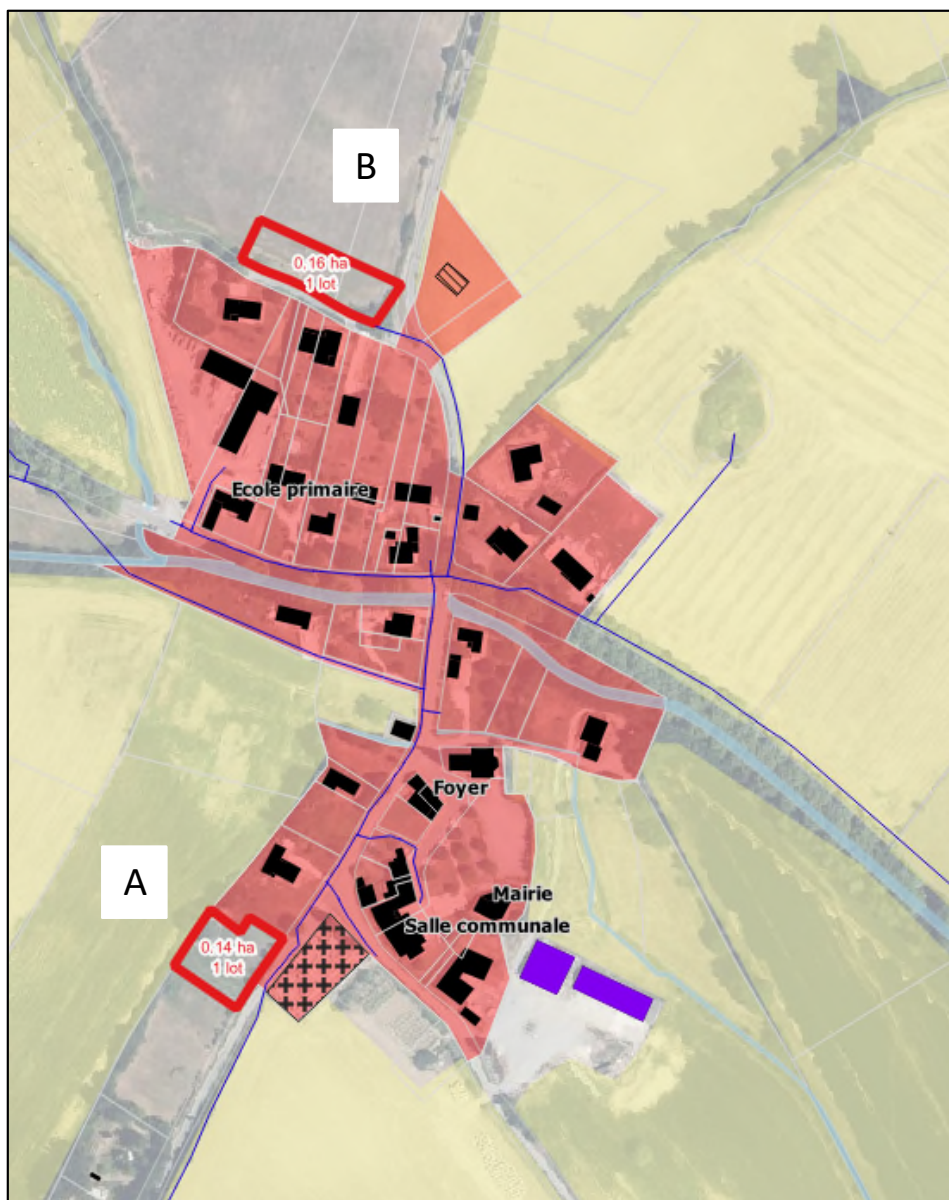 B
0.16 ha
1 lot
Ecole primaire
Foyer
A
Mairie
Salle communale
0.14 ha
1 lot